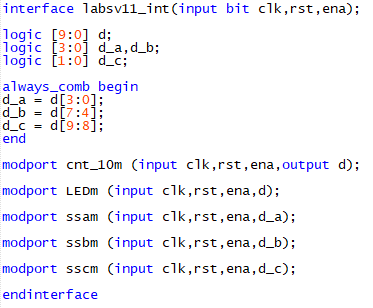 interface labsv11_int(input bit clk,rst,ena);
logic [9:0] d;
logic [3:0] d_a,d_b;
logic [1:0] d_c;
always_comb begin
d_a = d[3:0];
d_b = d[7:4];
d_c = d[9:8];
end
modport cnt_10m (input clk,rst,ena,output d);
modport LEDm (input clk,rst,ena,d);
modport ssam (input clk,rst,ena,d_a);
modport ssbm (input clk,rst,ena,d_b);
modport sscm (input clk,rst,ena,d_c);
endinterface